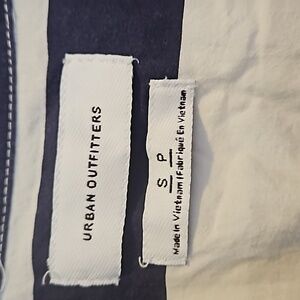 URBAN OUTFITTERS
S P
Made In Vietnam / Fabriqué En Vietnam